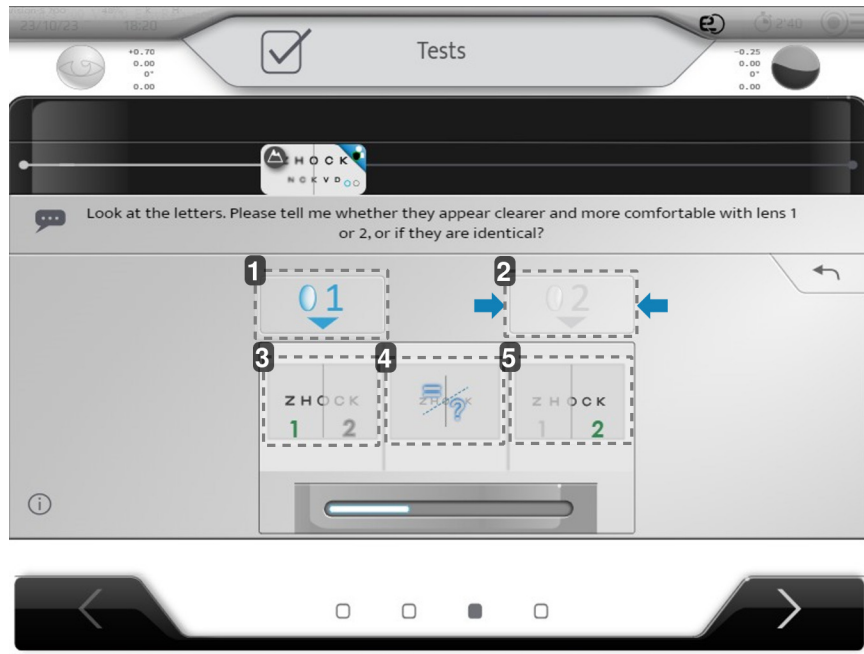 23/10/23 18:20
Tests
2'40
+0.70
0.00
0°
0.00
-0.25
0.00
0°
0.00
HOCK
N C K V D
Look at the letters. Please tell me whether they appear clearer and more comfortable with lens 1
or 2, or if they are identical?
1 2
01 02
3 4 5
ZHOCK ? ZHOCK
1 2 1 2